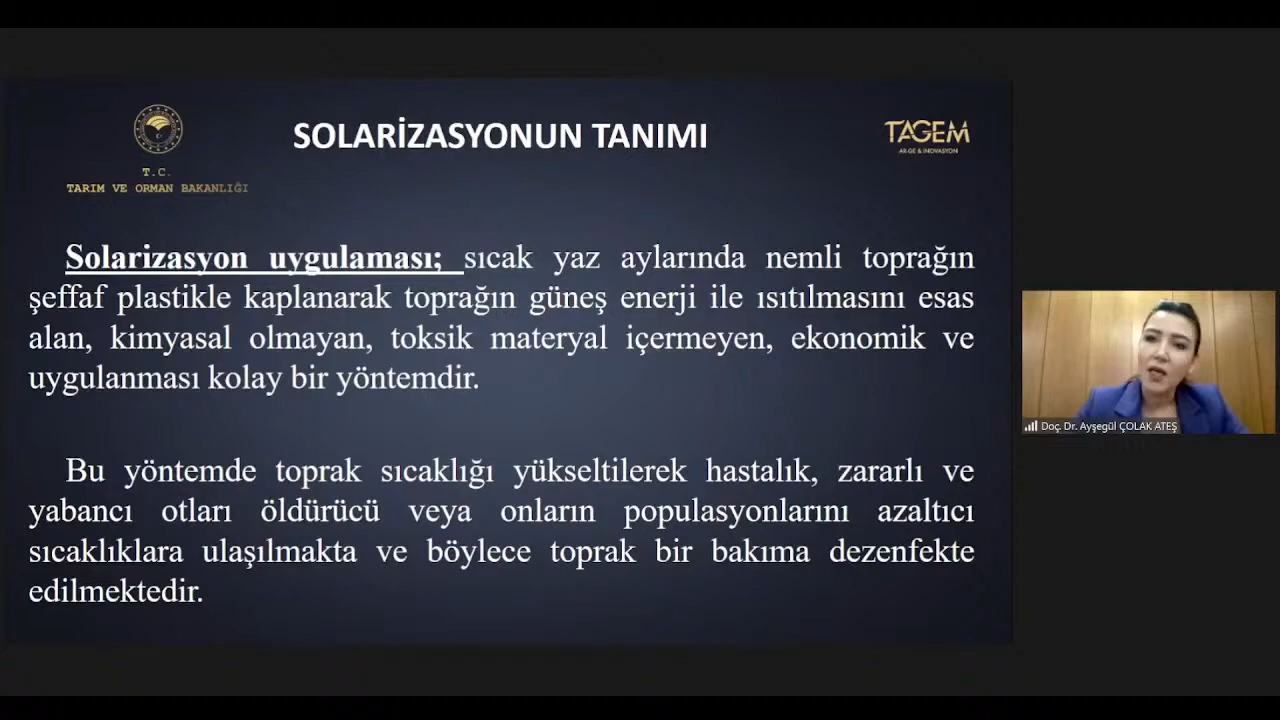 SOLARİZASYONUN TANIMI
T.C.
TARIM VE ORMAN BAKANLIĞI
TAGEM
AR-GE & İNOVASYON
Solarizasyon uygulaması; sıcak yaz aylarında nemli toprağın
şeffaf plastikle kaplanarak toprağın güneş enerji ile ısıtılmasını esas
alan, kimyasal olmayan, toksik materyal içermeyen, ekonomik ve
uygulanması kolay bir yöntemdir.
Bu yöntemde toprak sıcaklığı yükseltilerek hastalık, zararlı ve
yabancı otları öldürücü veya onların populasyonlarını azaltıcı
sıcaklıklara ulaşılmakta ve böylece toprak bir bakıma dezenfekte
edilmektedir.
Doç. Dr. Ayşegül ÇOLAK ATEŞ